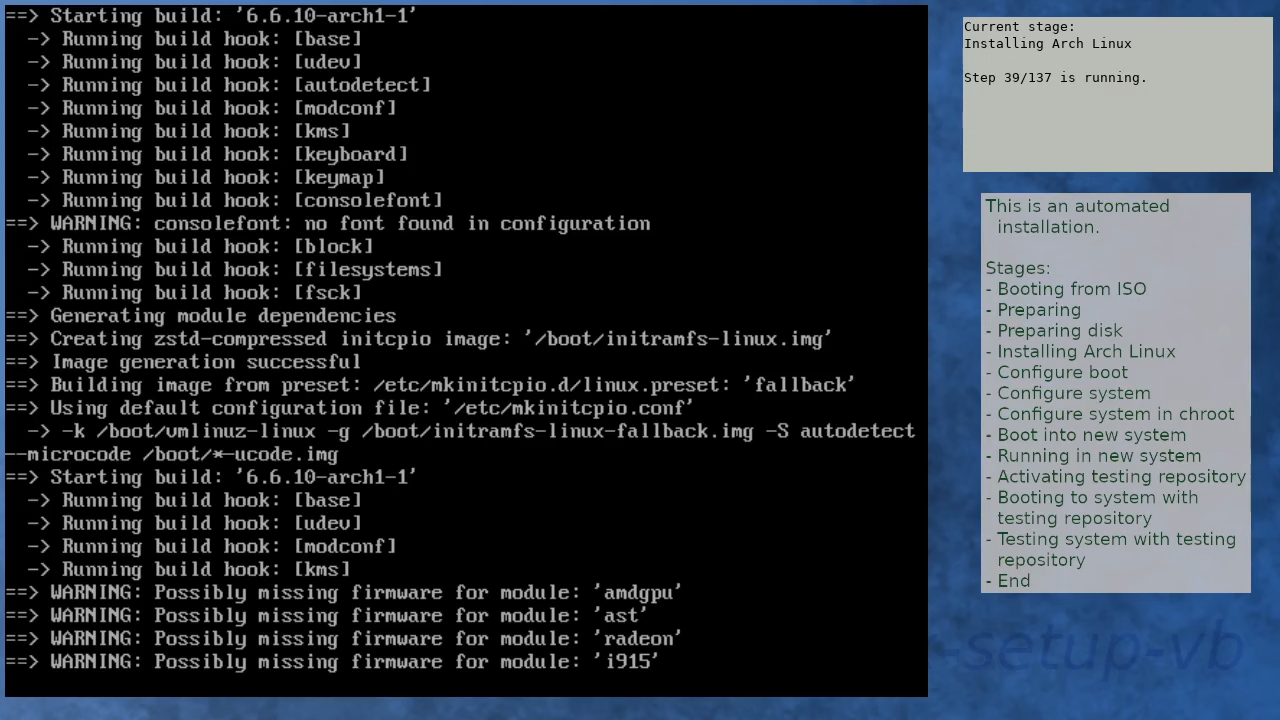 ==> Starting build: '6.6.10-arch1-1'
  -> Running build hook: [base]
  -> Running build hook: [udev]
  -> Running build hook: [autodetect]
  -> Running build hook: [modconf]
  -> Running build hook: [kms]
  -> Running build hook: [keyboard]
  -> Running build hook: [keymap]
  -> Running build hook: [consolefont]
==> WARNING: consolefont: no font found in configuration
  -> Running build hook: [block]
  -> Running build hook: [filesystems]
  -> Running build hook: [fsck]
==> Generating module dependencies
==> Creating zstd-compressed initcpio image: '/boot/initramfs-linux.img'
==> Image generation successful
==> Building image from preset: /etc/mkinitcpio.d/linux.preset: 'fallback'
==> Using default configuration file: '/etc/mkinitcpio.conf'
  -> -k /boot/vmlinuz-linux -g /boot/initramfs-linux-fallback.img -S autodetect
--microcode /boot/*-ucode.img
==> Starting build: '6.6.10-arch1-1'
  -> Running build hook: [base]
  -> Running build hook: [udev]
  -> Running build hook: [modconf]
  -> Running build hook: [kms]
==> WARNING: Possibly missing firmware for module: 'amdgpu'
==> WARNING: Possibly missing firmware for module: 'ast'
==> WARNING: Possibly missing firmware for module: 'radeon'
==> WARNING: Possibly missing firmware for module: 'i915'
Current stage:
Installing Arch Linux
Step 39/137 is running.
This is an automated
installation.
Stages:
- Booting from ISO
- Preparing
- Preparing disk
- Installing Arch Linux
- Configure boot
- Configure system
- Configure system in chroot
- Boot into new system
- Running in new system
- Activating testing repository
- Booting to system with
testing repository
- Testing system with testing
repository
- End
-setup-vb